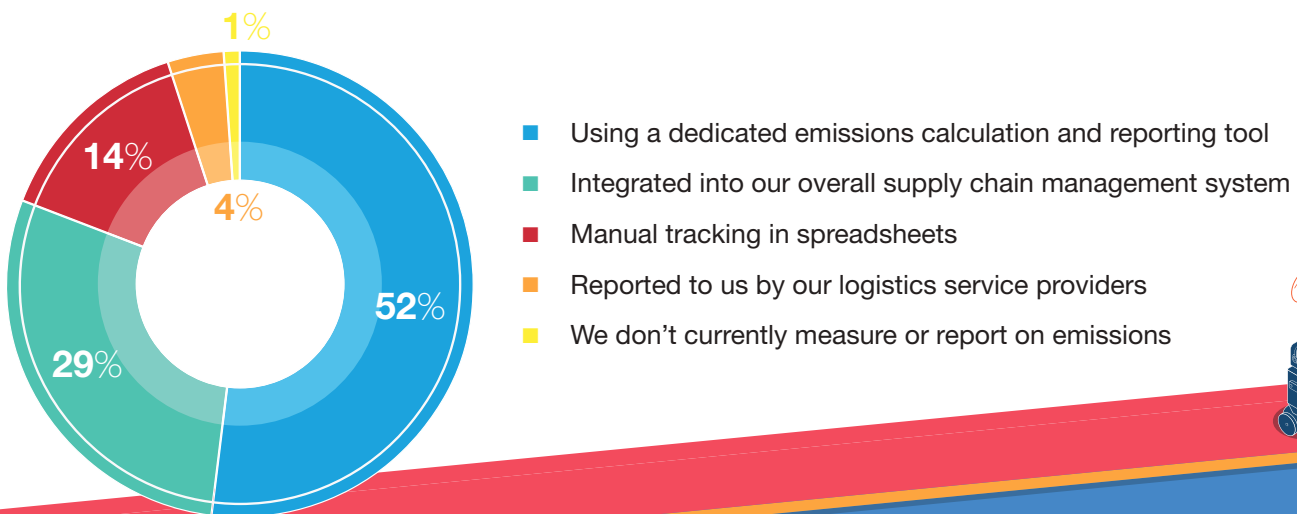 1%
14%
4%
52%
29%
Using a dedicated emissions calculation and reporting tool
Integrated into our overall supply chain management system
Manual tracking in spreadsheets
Reported to us by our logistics service providers
We don’t currently measure or report on emissions